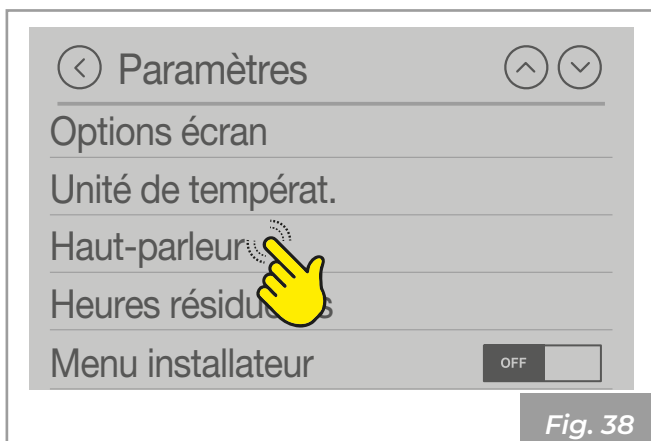 Paramètres
Options écran
Unité de températ.
Haut-parleur
Heures
Menu installateur OFF
Fig. 38